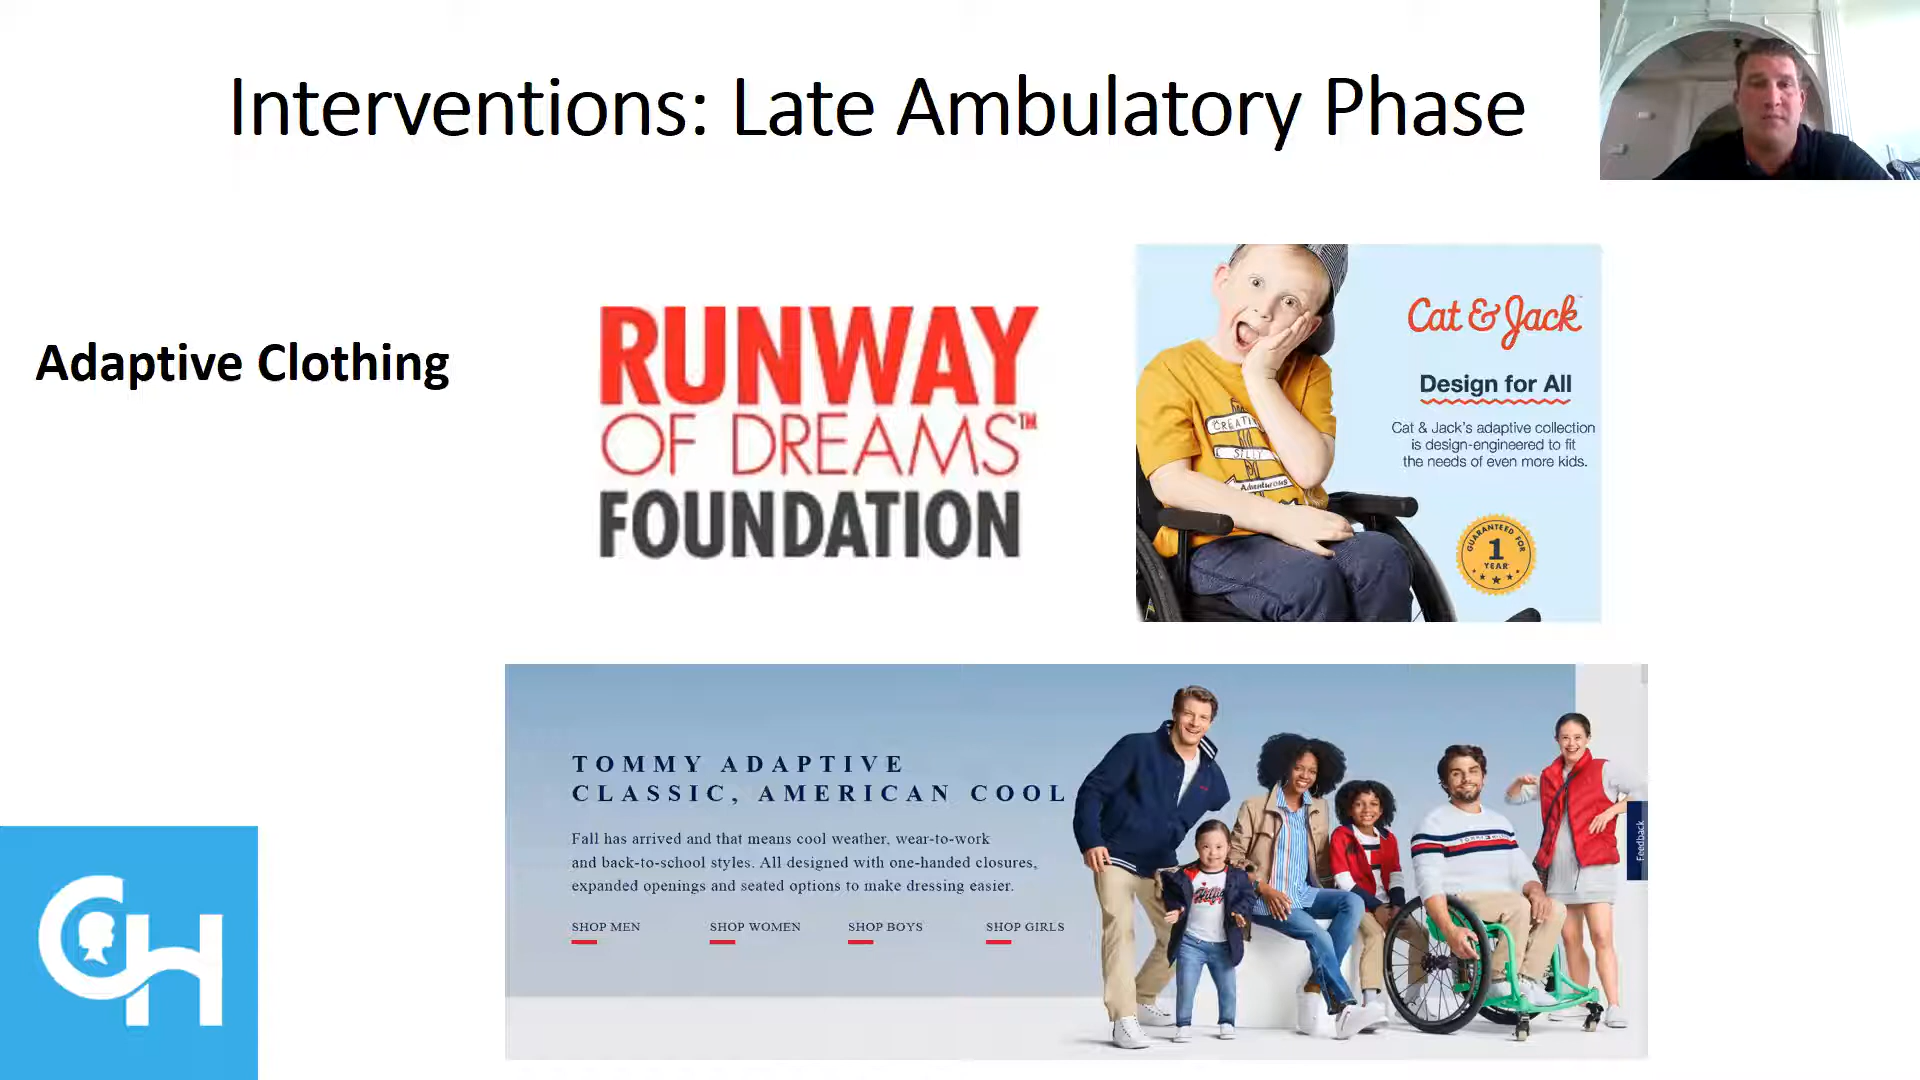 Interventions: Late Ambulatory Phase
Adaptive Clothing
RUNWAY
OF DREAMS™
FOUNDATION
Cat & Jack
Design for All
Cat & Jack's adaptive collection
is design-engineered to fit
the needs of even more kids.
GUARANTEED FOR
1
YEAR
CREATI
SILLY
Adventurous
TOMMY ADAPTIVE
CLASSIC, AMERICAN COOL
Fall has arrived and that means cool weather, wear-to-work
and back-to-school styles. All designed with one-handed closures,
expanded openings and seated options to make dressing easier.
SHOP MEN SHOP WOMEN SHOP BOYS SHOP GIRLS
Feedback
CH